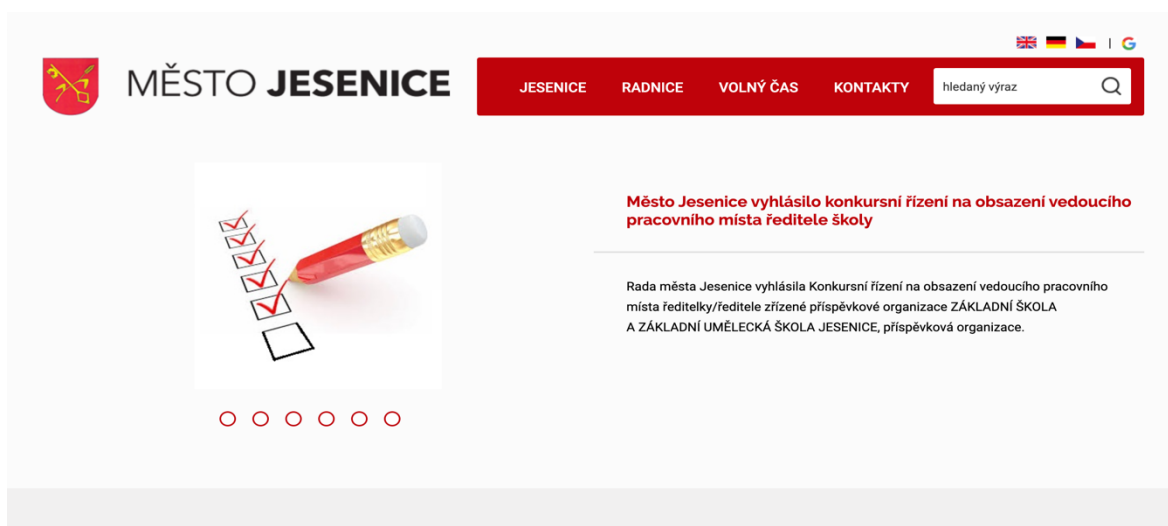 MĚSTO JESENICE
JESENICE RADNICE VOLNÝ ČAS KONTAKTY hledaný výraz
Město Jesenice vyhlásilo konkursní řízení na obsazení vedoucího
pracovního místa ředitele školy
Rada města Jesenice vyhlásila Konkursní řízení na obsazení vedoucího pracovního
místa ředitelky/ředitele zřízené příspěvkové organizace ZÁKLADNÍ ŠKOLA
A ZÁKLADNÍ UMĚLECKÁ ŠKOLA JESENICE, příspěvková organizace.